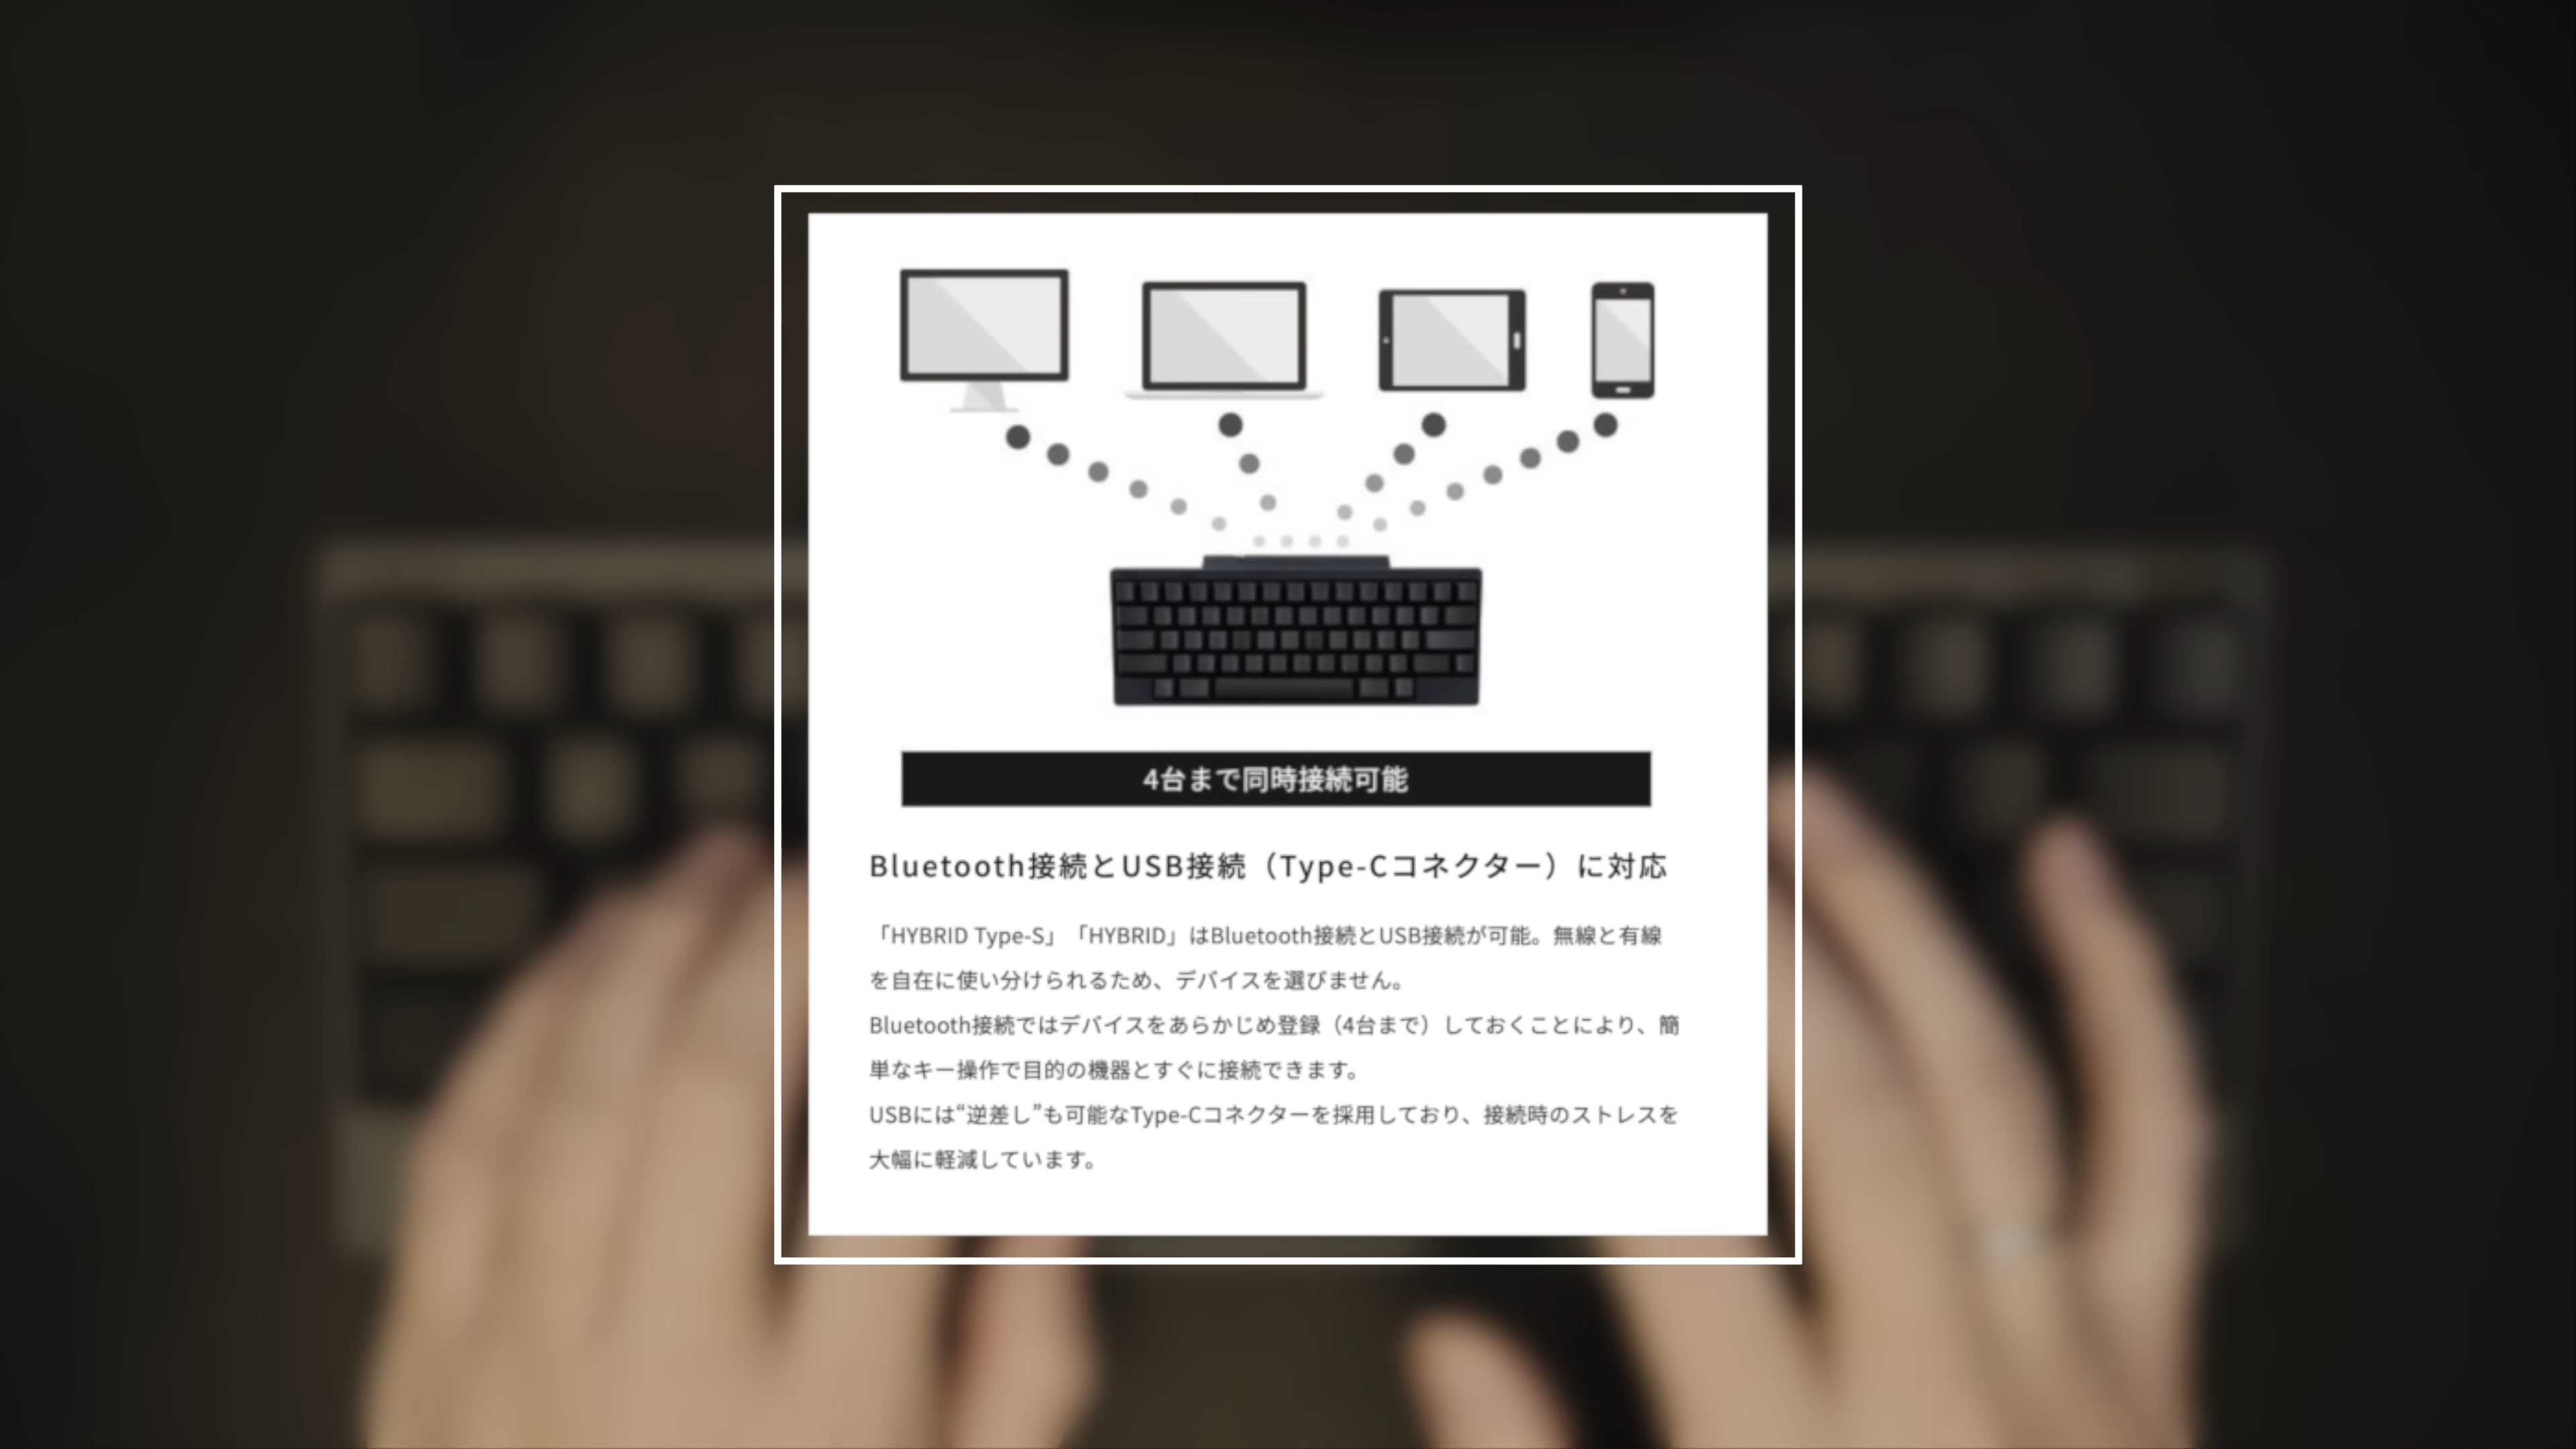 4台まで同時接続可能
Bluetooth接続とUSB接続（Type-Cコネクター）に対応
「HYBRID Type-S」「HYBRID」はBluetooth接続とUSB接続が可能。無線と有線
を自在に使い分けられるため、デバイスを選びません。
Bluetooth接続ではデバイスをあらかじめ登録（4台まで）しておくことにより、簡
単なキー操作で目的の機器とすぐに接続できます。
USBには“逆差し”も可能なType-Cコネクターを採用しており、接続時のストレスを
大幅に軽減しています。